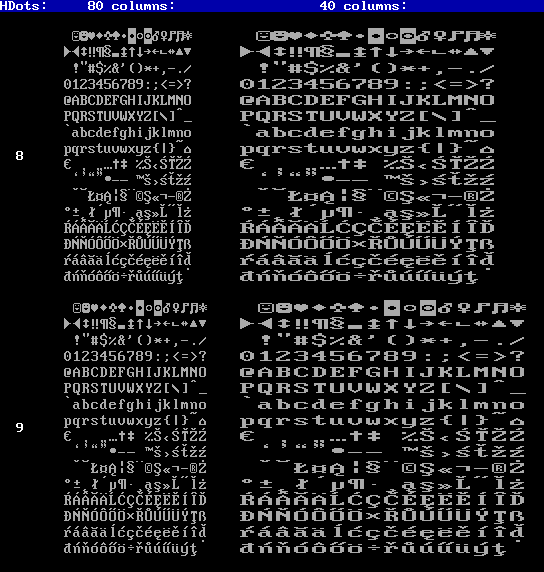 HDots: 80 columns: 40 columns:
☺☻♥♦♣♠•◘○◙♂♀♪♫☼ ☺☻♥♦♣♠•◘○◙♂♀♪♫☼
►◄↕‼¶§▬↨↑↓→←∟↔▲▼ ►◄↕‼¶§▬↨↑↓→←∟↔▲▼
!"#$%&'()*+,-./ !"#$%&'()*+,-./
0123456789:;<=>? 0123456789:;<=>?
@ABCDEFGHIJKLMNO @ABCDEFGHIJKLMNO
PQRSTUVWXYZ[\]^_ PQRSTUVWXYZ[\]^_
`abcdefghijklmno `abcdefghijklmno
8 pqrstuvwxyz{|}~⌂ pqrstuvwxyz{|}~⌂
€ ‚ „…†‡ ‰Š‹ŚŤŽŹ € ‚ „…†‡ ‰Š‹ŚŤŽŹ
‘’“”•–— ™š›śťžź ‘’“”•–— ™š›śťžź
ˇ˘Ł¤Ą¦§¨©Ş«¬-®Ż ˇ˘Ł¤Ą¦§¨©Ş«¬-®Ż
°±˛ł´µ¶·¸ąş»Ľ˝ľż °±˛ł´µ¶·¸ąş»Ľ˝ľż
ŔÁÂĂÄĹĆÇČÉĘËĚÍÎĎ ŔÁÂĂÄĹĆÇČÉĘËĚÍÎĎ
ĐŃŇÓÔŐÖ×ŘŮÚŰÜÝŢß ĐŃŇÓÔŐÖ×ŘŮÚŰÜÝŢß
ŕáâăäĺćçčéęëěíîď ŕáâăäĺćçčéęëěíîď
đńňóôőö÷řůúűüýţ˙ đńňóôőö÷řůúűüýţ˙
☺☻♥♦♣♠•◘○◙♂♀♪♫☼ ☺☻♥♦♣♠•◘○◙♂♀♪♫☼
►◄↕‼¶§▬↨↑↓→←∟↔▲▼ ►◄↕‼¶§▬↨↑↓→←∟↔▲▼
!"#$%&'()*+,-./ !"#$%&'()*+,-./
0123456789:;<=>? 0123456789:;<=>?
@ABCDEFGHIJKLMNO @ABCDEFGHIJKLMNO
PQRSTUVWXYZ[\]^_ PQRSTUVWXYZ[\]^_
`abcdefghijklmno `abcdefghijklmno
9 pqrstuvwxyz{|}~⌂ pqrstuvwxyz{|}~⌂
€ ‚ „…†‡ ‰Š‹ŚŤŽŹ € ‚ „…†‡ ‰Š‹ŚŤŽŹ
‘’“”•–— ™š›śťžź ‘’“”•–— ™š›śťžź
ˇ˘Ł¤Ą¦§¨©Ş«¬-®Ż ˇ˘Ł¤Ą¦§¨©Ş«¬-®Ż
°±˛ł´µ¶·¸ąş»Ľ˝ľż °±˛ł´µ¶·¸ąş»Ľ˝ľż
ŔÁÂĂÄĹĆÇČÉĘËĚÍÎĎ ŔÁÂĂÄĹĆÇČÉĘËĚÍÎĎ
ĐŃŇÓÔŐÖ×ŘŮÚŰÜÝŢß ĐŃŇÓÔŐÖ×ŘŮÚŰÜÝŢß
ŕáâăäĺćçčéęëěíîď ŕáâăäĺćçčéęëěíîď
đńňóôőö÷řůúűüýţ˙ đńňóôőö÷řůúűüýţ˙